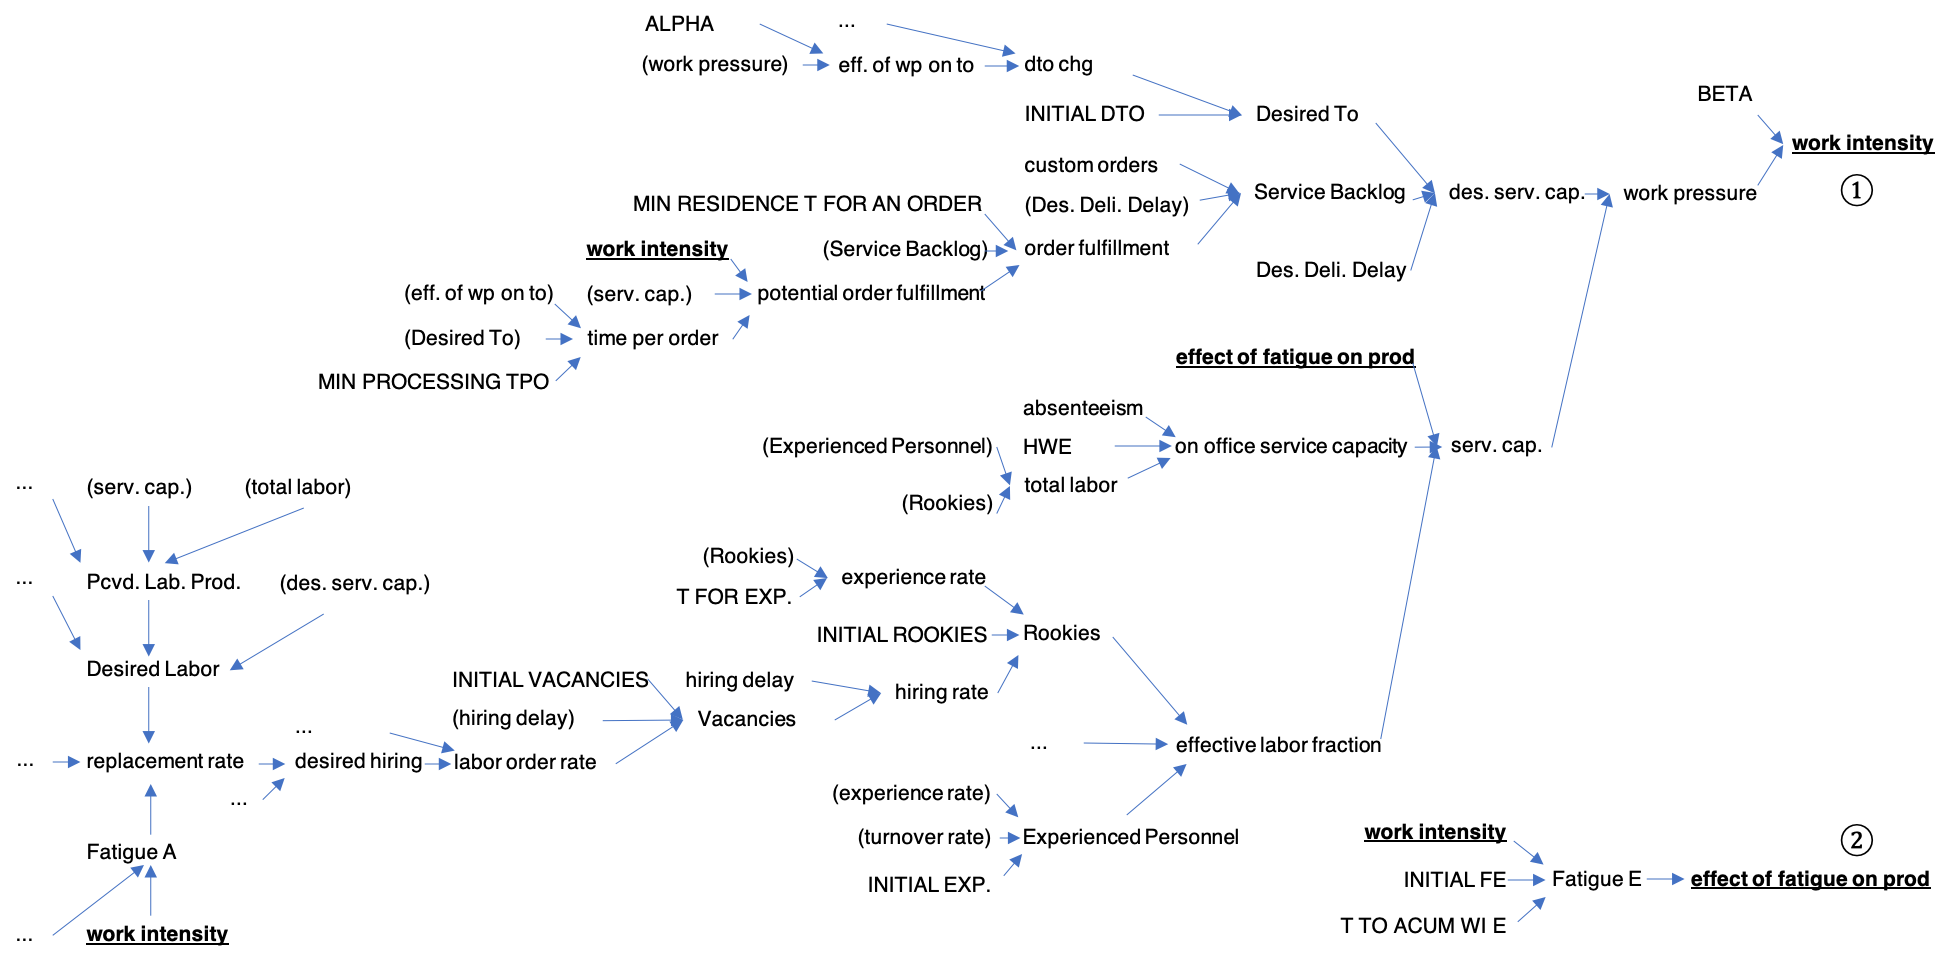 ALPHA
...
(work pressure)
eff. of wp on to
dto chg
BETA
INITIAL DTO
Desired To
work intensity
custom orders
①
(Des. Deli. Delay)
Service Backlog
des. serv. cap.
work pressure
MIN RESIDENCE T FOR AN ORDER
work intensity
(Service Backlog)
order fulfillment
Des. Deli. Delay
(eff. of wp on to)
(serv. cap.)
potential order fulfillment
(Desired To)
time per order
effect of fatigue on prod
MIN PROCESSING TPO
absenteeism
(Experienced Personnel)
HWE
on office service capacity
serv. cap.
total labor
(Rookies)
...
(serv. cap.)
(total labor)
(Rookies)
experience rate
...
Pcvd. Lab. Prod.
(des. serv. cap.)
T FOR EXP.
INITIAL ROOKIES
Rookies
Desired Labor
INITIAL VACANCIES
hiring delay
hiring rate
(hiring delay)
Vacancies
...
...
effective labor fraction
...
replacement rate
desired hiring
labor order rate
...
(experience rate)
(turnover rate)
Experienced Personnel
INITIAL EXP.
Fatigue A
work intensity
②
INITIAL FE
Fatigue E
effect of fatigue on prod
T TO ACUM WI E
...
work intensity